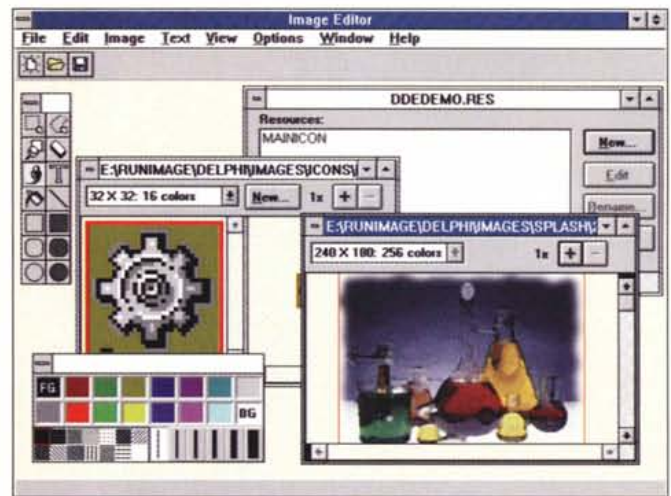 Image Editor
File Edit Image Text View Options Window Help
DDEDEMO.RES
Resources:
MAINICON
New...
Edit
Rename...
E:\RUNIMAGE\DELPHI\IMAGES\ICONS\
32 X 32: 16 colors
New...
1x
+
-
E:\RUNIMAGE\DELPHI\IMAGES\SPLASH\
240 X 180: 256 colors
1x
+
-
T
FG
BG